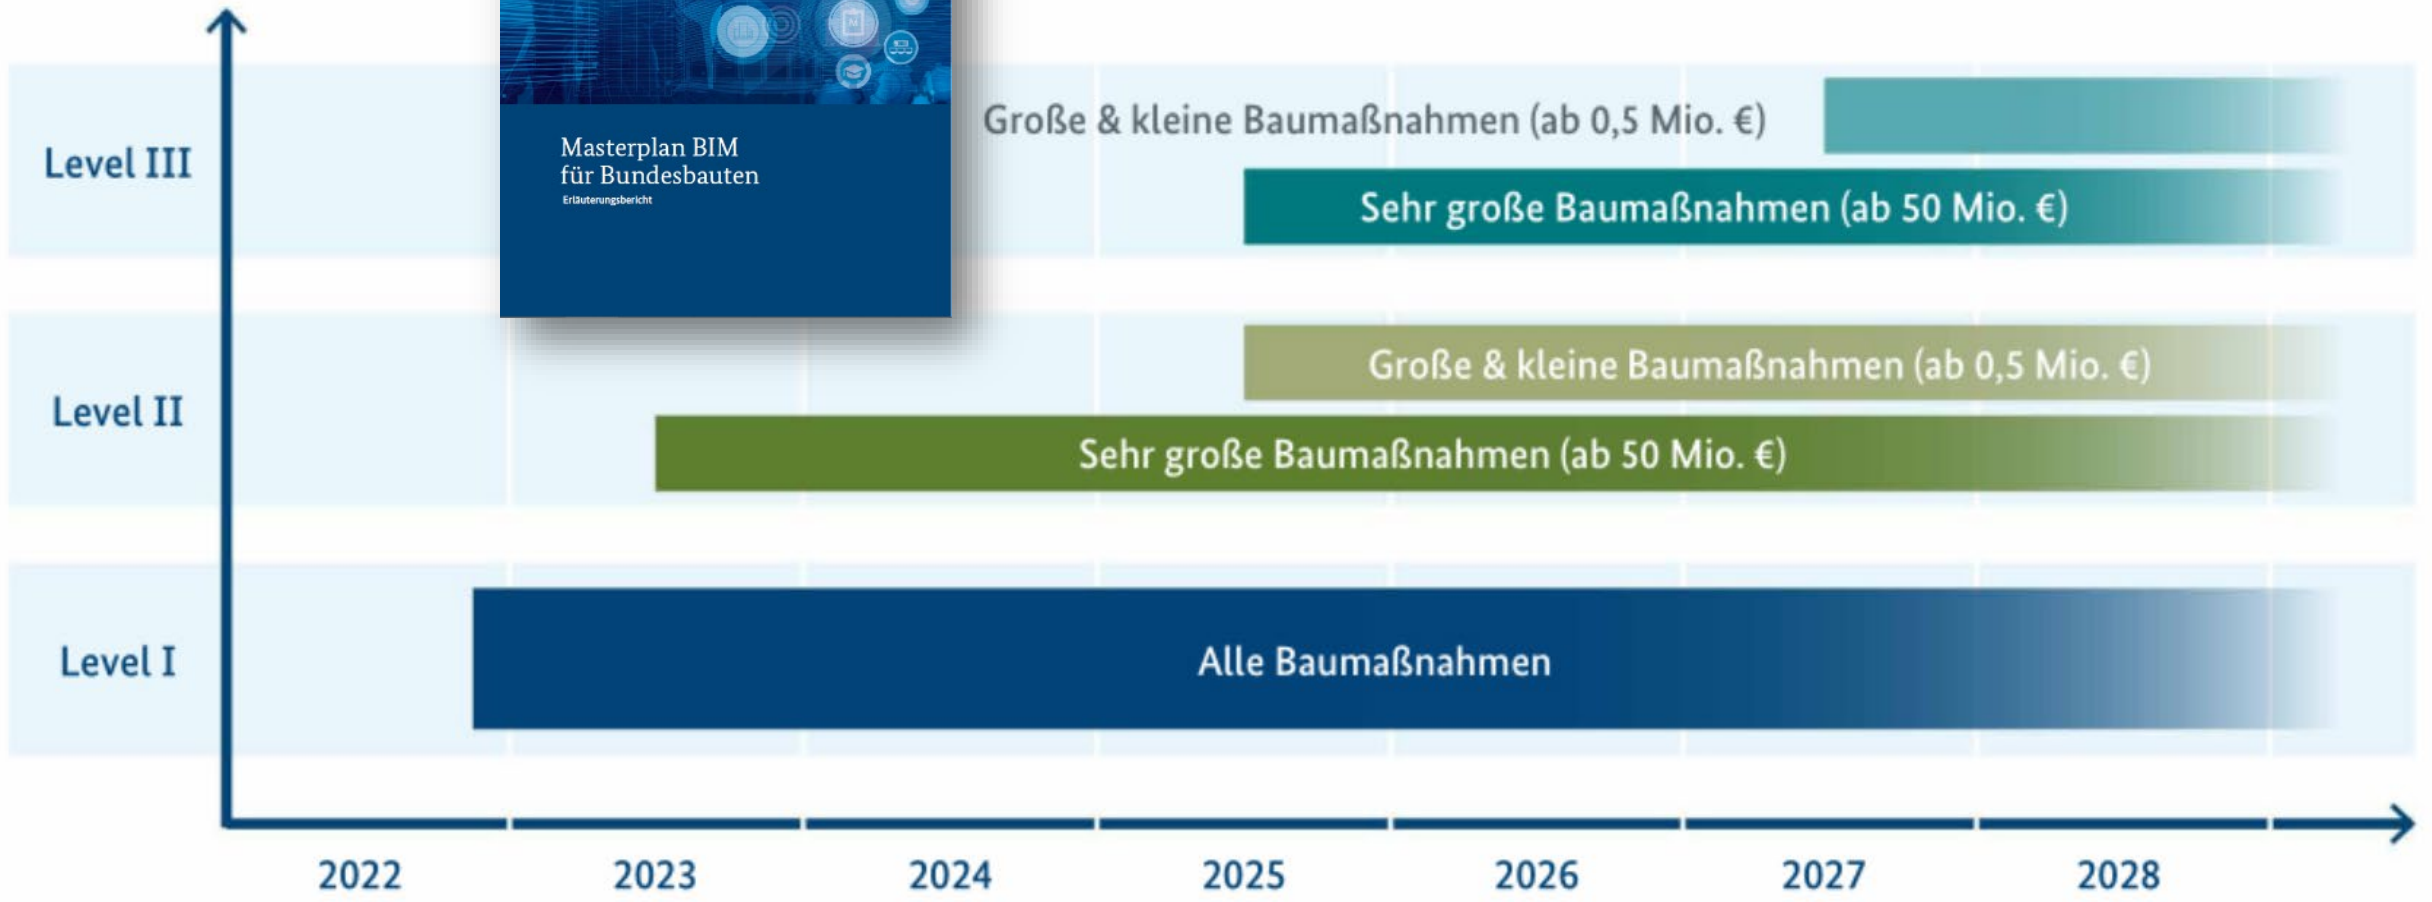 Masterplan BIM
für Bundesbauten
Erläuterungsbericht
Level III
Große & kleine Baumaßnahmen (ab 0,5 Mio. €)
Sehr große Baumaßnahmen (ab 50 Mio. €)
Level II
Große & kleine Baumaßnahmen (ab 0,5 Mio. €)
Sehr große Baumaßnahmen (ab 50 Mio. €)
Level I
Alle Baumaßnahmen
2022 2023 2024 2025 2026 2027 2028